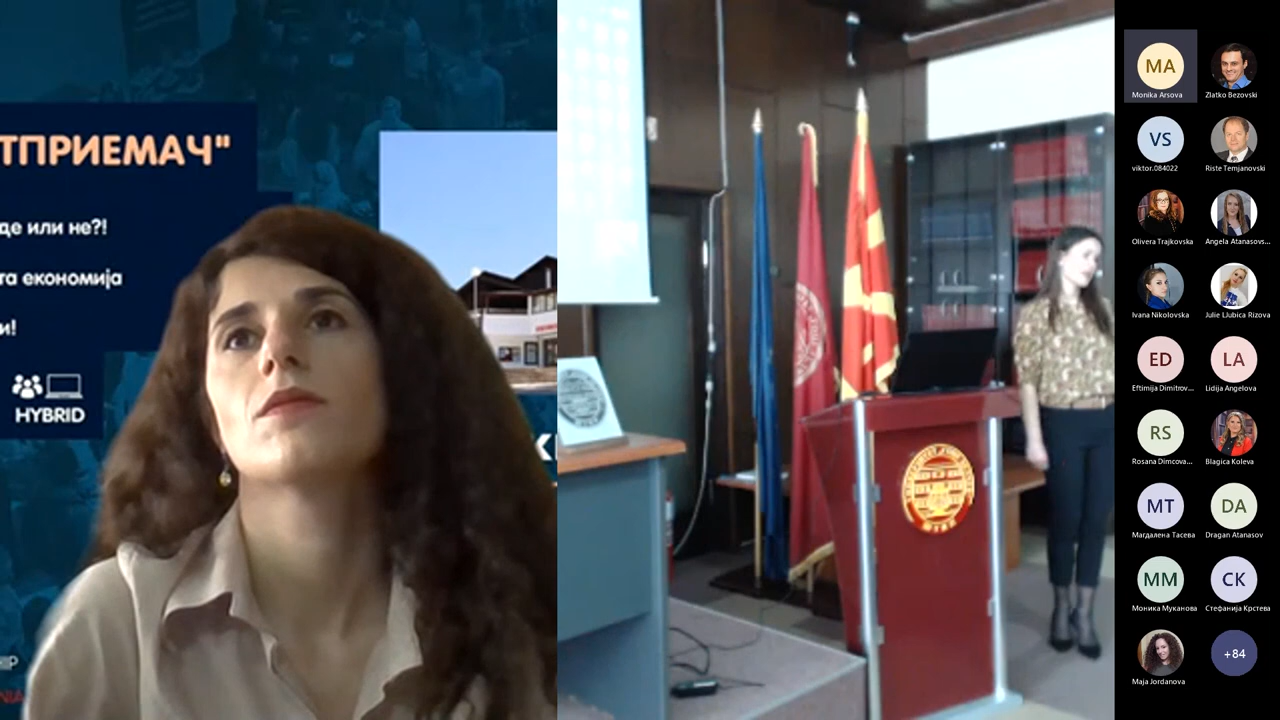 ТПРИЕМАЧ"
де или не?!
та економија
и!
HYBRID
MA
Monika Arsova
Zlatko Bezovski
VS
viktor.084022
Riste Temjanovski
Olivera Trajkovska
Angela Atanasovs...
Ivana Nikolovska
Julie LJubica Rizova
ED
Eftimija Dimitrov...
LA
Lidija Angelova
RS
Rosana Dimcova...
Blagica Koleva
MT
Магдалена Тасева
DA
Dragan Atanasov
MM
Моника Муканова
СК
Стефанија Крстева
Maja Jordanova
+84